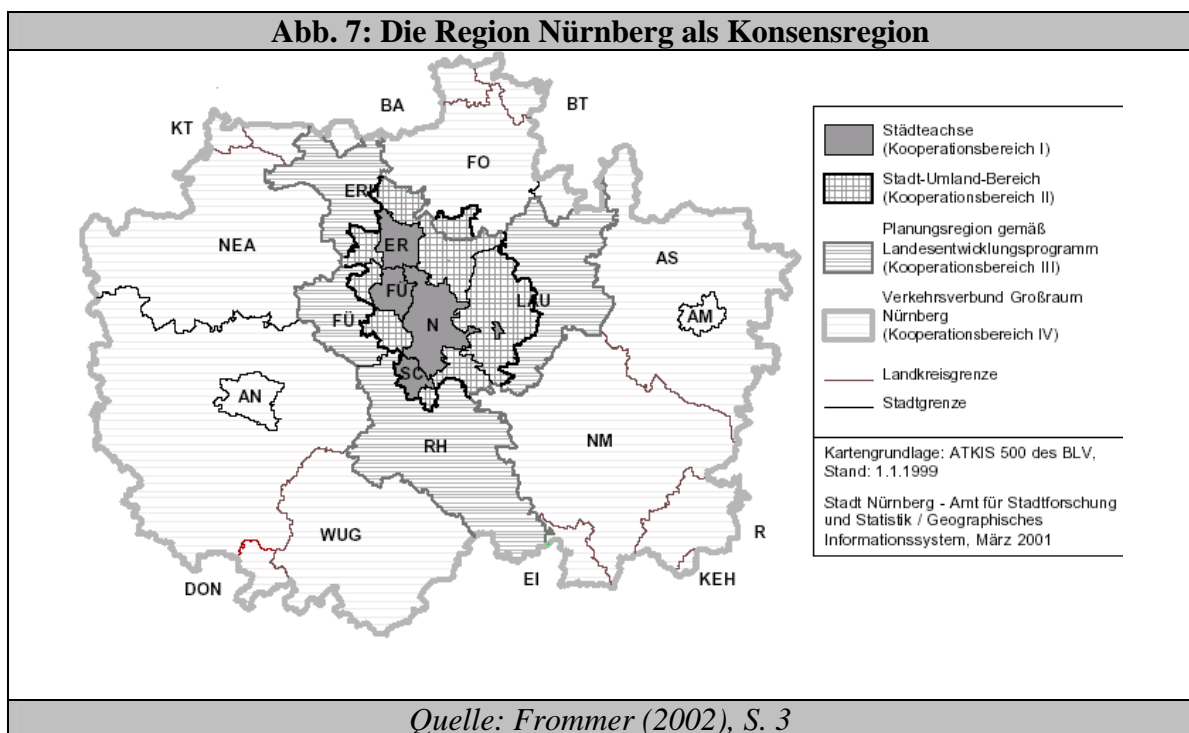 Abb. 7: Die Region Nürnberg als Konsensregion
BA
BT
KT
FO
ER
NEA
ER
AS
FÜ
LAU
AM
FÜ
N
SC
AN
RH
NM
WUG
R
EI
KEH
DON
Städteachse
(Kooperationsbereich I)
Stadt-Umland-Bereich
(Kooperationsbereich II)
Planungsregion gemäß
Landesentwicklungsprogramm
(Kooperationsbereich III)
Verkehrsverbund Großraum
Nürnberg
(Kooperationsbereich IV)
Landkreisgrenze
Stadtgrenze
Kartengrundlage: ATKIS 500 des BLV,
Stand: 1.1.1999
Stadt Nürnberg - Amt für Stadtforschung
und Statistik / Geographisches
Informationssystem, März 2001
Quelle: Frommer (2002), S. 3